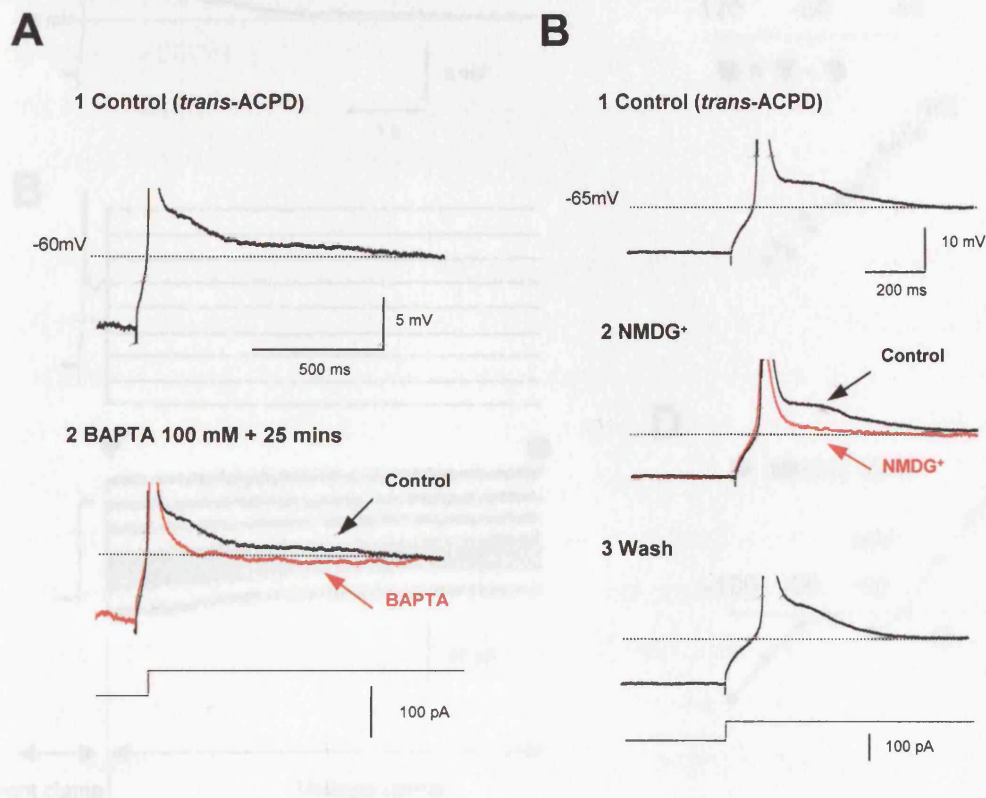 A
1 Control (trans-ACPD)
-60mV
5 mV
500 ms
2 BAPTA 100 mM + 25 mins
Control
BAPTA
100 pA
B
1 Control (trans-ACPD)
-65mV
10 mV
200 ms
2 NMDG⁺
Control
NMDG⁺
3 Wash
100 pA